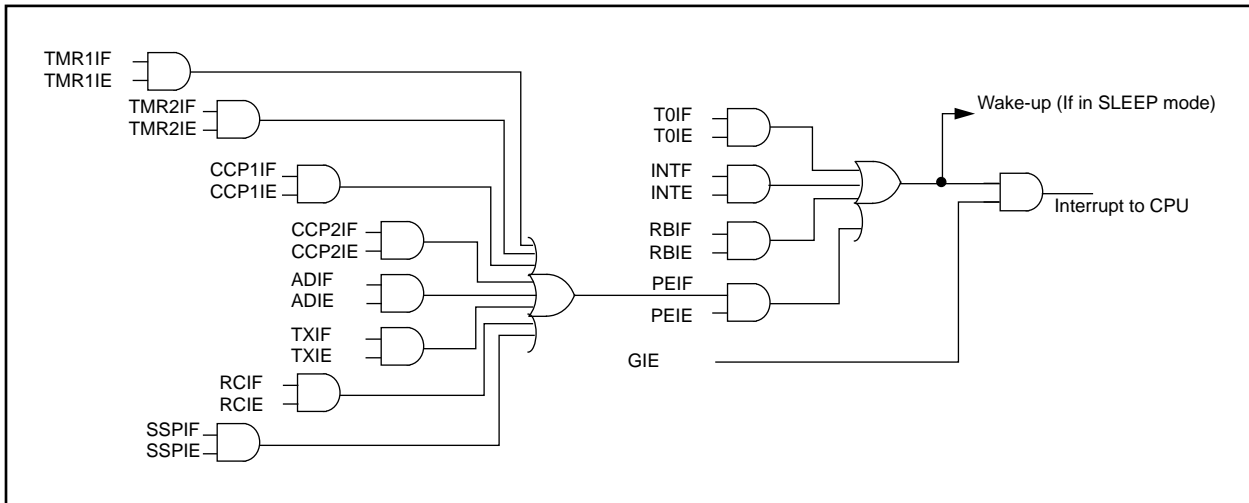 TMR1IF
TMR1IE
TMR2IF
TMR2IE
CCP1IF
CCP1IE
CCP2IF
CCP2IE
ADIF
ADIE
TXIF
TXIE
RCIF
RCIE
SSPIF
SSPIE
T0IF
T0IE
INTF
INTE
RBIF
RBIE
PEIF
PEIE
GIE
Wake-up (If in SLEEP mode)
Interrupt to CPU